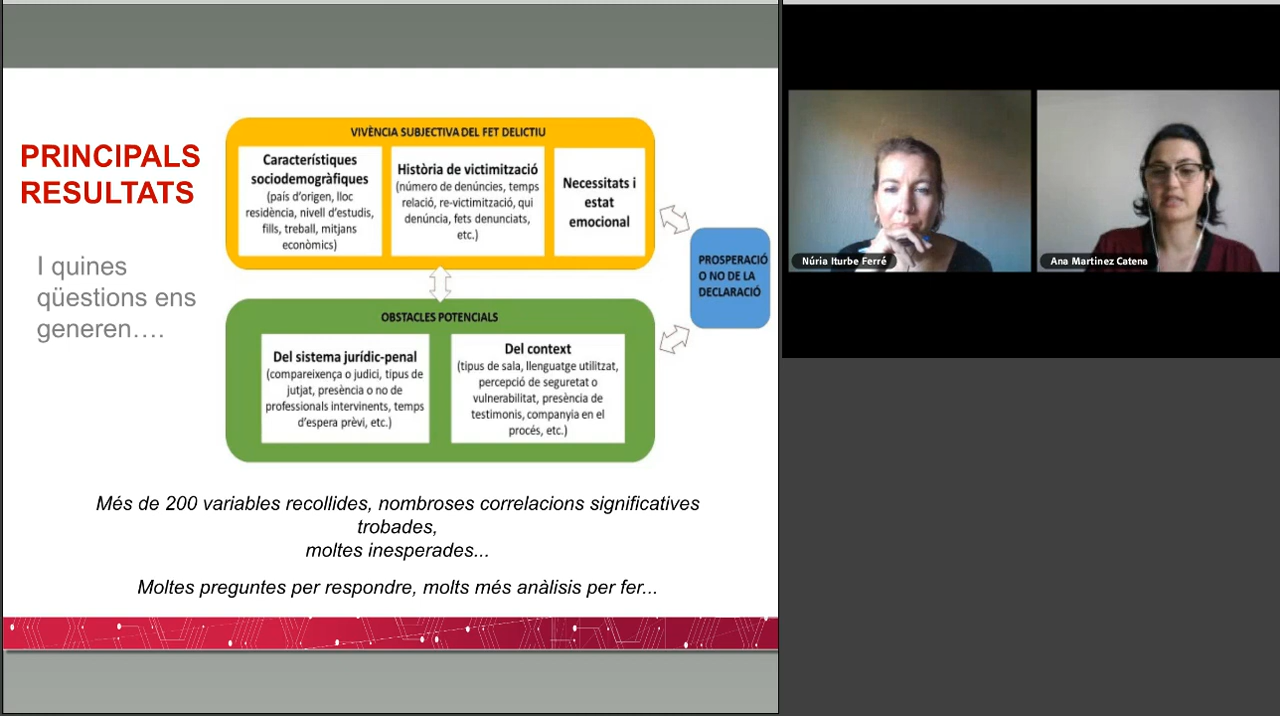 PRINCIPALS
RESULTATS
I quines
qüestions ens
generen….
VIVÈNCIA SUBJECTIVA DEL FET DELICTIU
Característiques
sociodemogràfiques
(país d'origen, lloc
residència, nivell d'estudis,
fills, treball, mitjans
econòmics)
Història de victimització
(número de denúncies, temps
relació, re-victimització, qui
denúncia, fets denunciats,
etc.)
Necessitats i
estat
emocional
PROSPERACIÓ
O NO DE LA
DECLARACIÓ
OBSTACLES POTENCIALS
Del sistema jurídic-penal
(compareixença o judici, tipus de
jutjat, presència o no de
professionals intervinents, temps
d'espera prèvi, etc.)
Del context
(tipus de sala, llenguatge utilitzat,
percepció de seguretat o
vulnerabilitat, presència de
testimonis, companyia en el
procés, etc.)
Més de 200 variables recollides, nombroses correlacions significatives
trobades,
moltes inesperades...
Moltes preguntes per respondre, molts més anàlisis per fer...
Núria Iturbe Ferré
Ana Martinez Catena